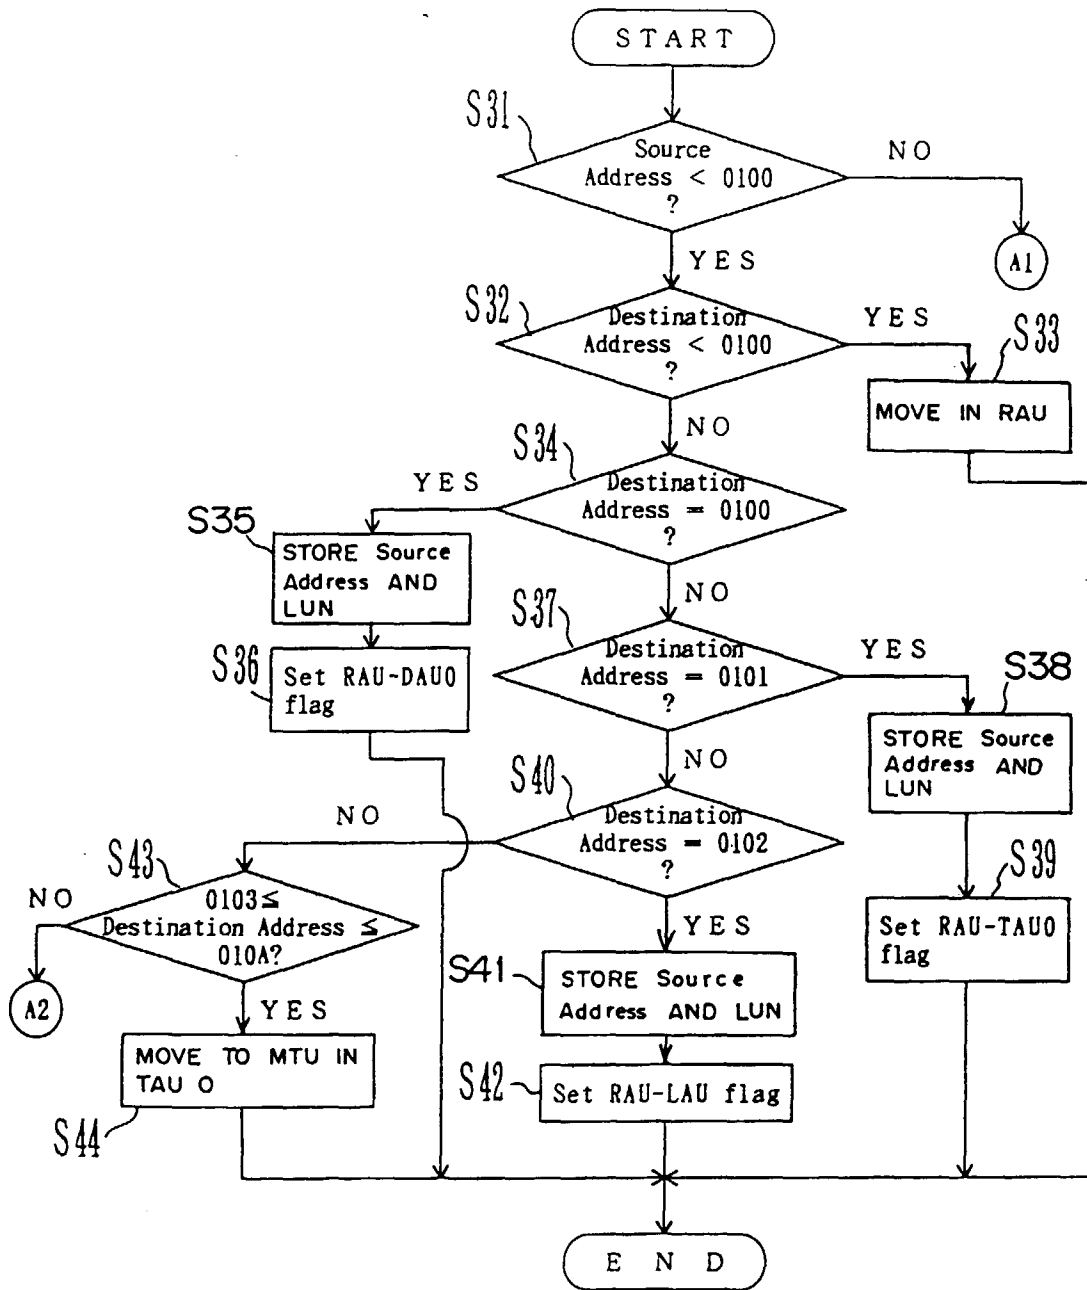 START
S31
Source
Address < 0100
?
NO
A1
YES
S32
Destination
Address < 0100
?
YES
S33
MOVE IN RAU
NO
S34
Destination
Address = 0100
?
YES
S35
STORE Source
Address AND
LUN
S36
Set RAU-DAU0
flag
NO
S37
Destination
Address = 0101
?
YES
S38
STORE Source
Address AND
LUN
S39
Set RAU-TAU0
flag
NO
S40
Destination
Address = 0102
?
NO
S43
0103≦
Destination Address ≦
010A?
NO
A2
YES
MOVE TO MTU IN
TAU 0
S44
YES
S41
STORE Source
Address AND LUN
S42
Set RAU-LAU flag
END